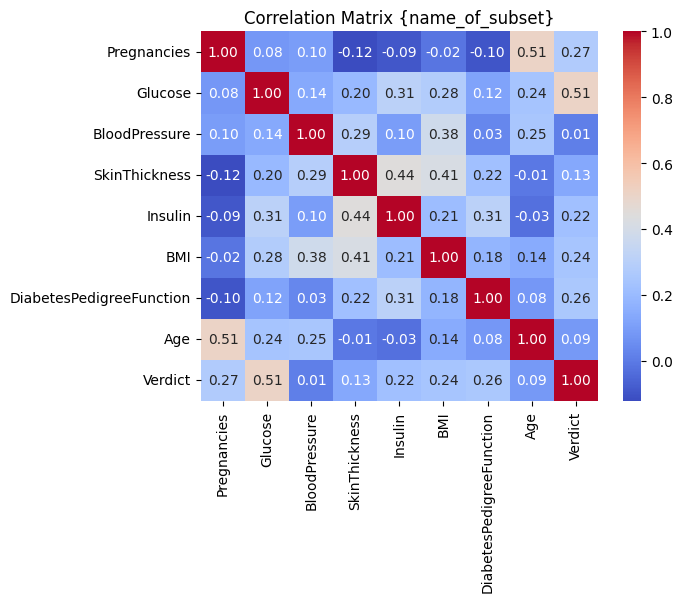 Correlation Matrix {name_of_subset}
Pregnancies 1.00 0.08 0.10 -0.12 -0.09 -0.02 -0.10 0.51 0.27
Glucose 0.08 1.00 0.14 0.20 0.31 0.28 0.12 0.24 0.51
BloodPressure 0.10 0.14 1.00 0.29 0.10 0.38 0.03 0.25 0.01
SkinThickness -0.12 0.20 0.29 1.00 0.44 0.41 0.22 -0.01 0.13
Insulin -0.09 0.31 0.10 0.44 1.00 0.21 0.31 -0.03 0.22
BMI -0.02 0.28 0.38 0.41 0.21 1.00 0.18 0.14 0.24
DiabetesPedigreeFunction -0.10 0.12 0.03 0.22 0.31 0.18 1.00 0.08 0.26
Age 0.51 0.24 0.25 -0.01 -0.03 0.14 0.08 1.00 0.09
Verdict 0.27 0.51 0.01 0.13 0.22 0.24 0.26 0.09 1.00
Pregnancies
Glucose
BloodPressure
SkinThickness
Insulin
BMI
DiabetesPedigreeFunction
Age
Verdict
1.0
0.8
0.6
0.4
0.2
0.0